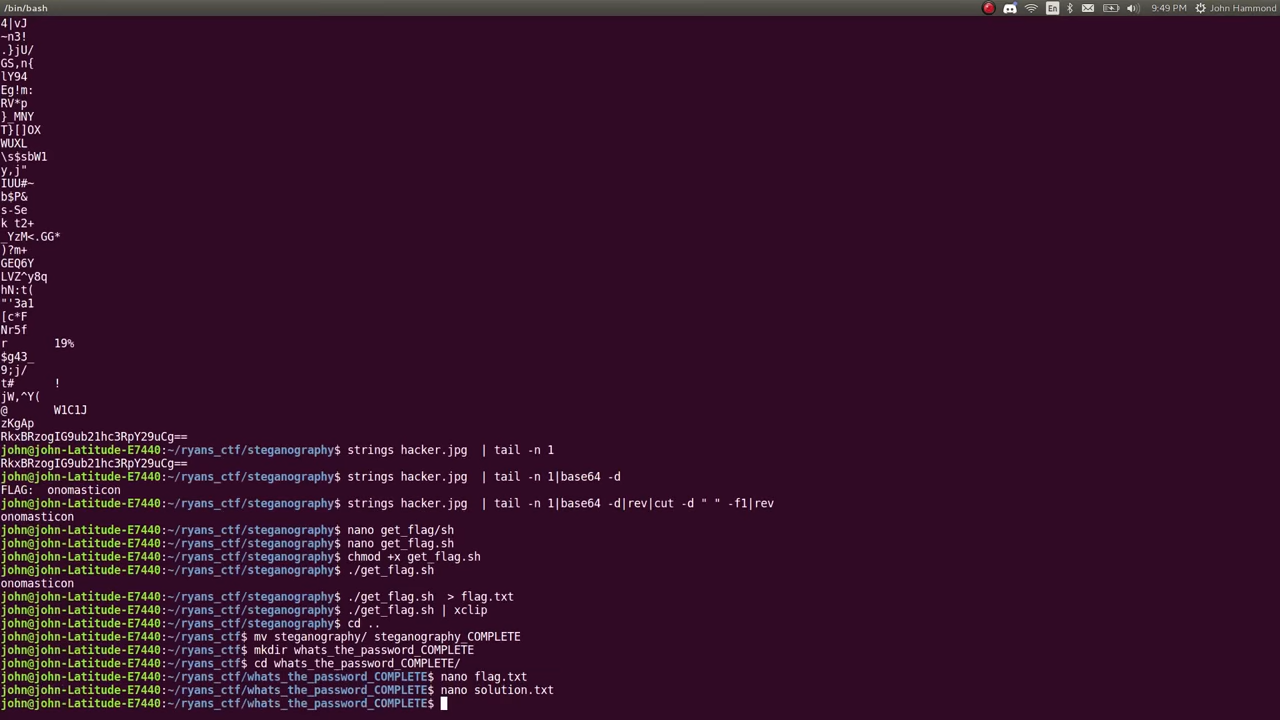 /bin/bash
En
9:49 PM
John Hammond
4|vJ
~n3!
.}jU/
GS,n{
lY94
Eg!m:
RV*p
}_MNY
T}[]OX
WUXL
\s$sbW1
y,j"
IUU#~
b$P&
s-Se
k t2+
_YzM<.GG*
)?m+
GEQ6Y
LVZ^y8q
hN:t(
"'3a1
[c*F
Nr5f
r 19%
$g43_
9;j/
t# !
jW,^Y(
@ W1C1J
zKgAp
RkxBRzogIG9ub21hc3RpY29uCg==
john@john-Latitude-E7440:~/ryans_ctf/steganography$ strings hacker.jpg  | tail -n 1
RkxBRzogIG9ub21hc3RpY29uCg==
john@john-Latitude-E7440:~/ryans_ctf/steganography$ strings hacker.jpg  | tail -n 1|base64 -d
FLAG:  onomasticon
john@john-Latitude-E7440:~/ryans_ctf/steganography$ strings hacker.jpg  | tail -n 1|base64 -d|rev|cut -d " " -f1|rev
onomasticon
john@john-Latitude-E7440:~/ryans_ctf/steganography$ nano get_flag/sh
john@john-Latitude-E7440:~/ryans_ctf/steganography$ nano get_flag.sh
john@john-Latitude-E7440:~/ryans_ctf/steganography$ chmod +x get_flag.sh
john@john-Latitude-E7440:~/ryans_ctf/steganography$ ./get_flag.sh
onomasticon
john@john-Latitude-E7440:~/ryans_ctf/steganography$ ./get_flag.sh  > flag.txt
john@john-Latitude-E7440:~/ryans_ctf/steganography$ ./get_flag.sh | xclip
john@john-Latitude-E7440:~/ryans_ctf/steganography$ cd ..
john@john-Latitude-E7440:~/ryans_ctf$ mv steganography/ steganography_COMPLETE
john@john-Latitude-E7440:~/ryans_ctf$ mkdir whats_the_password_COMPLETE
john@john-Latitude-E7440:~/ryans_ctf$ cd whats_the_password_COMPLETE/
john@john-Latitude-E7440:~/ryans_ctf/whats_the_password_COMPLETE$ nano flag.txt
john@john-Latitude-E7440:~/ryans_ctf/whats_the_password_COMPLETE$ nano solution.txt
john@john-Latitude-E7440:~/ryans_ctf/whats_the_password_COMPLETE$